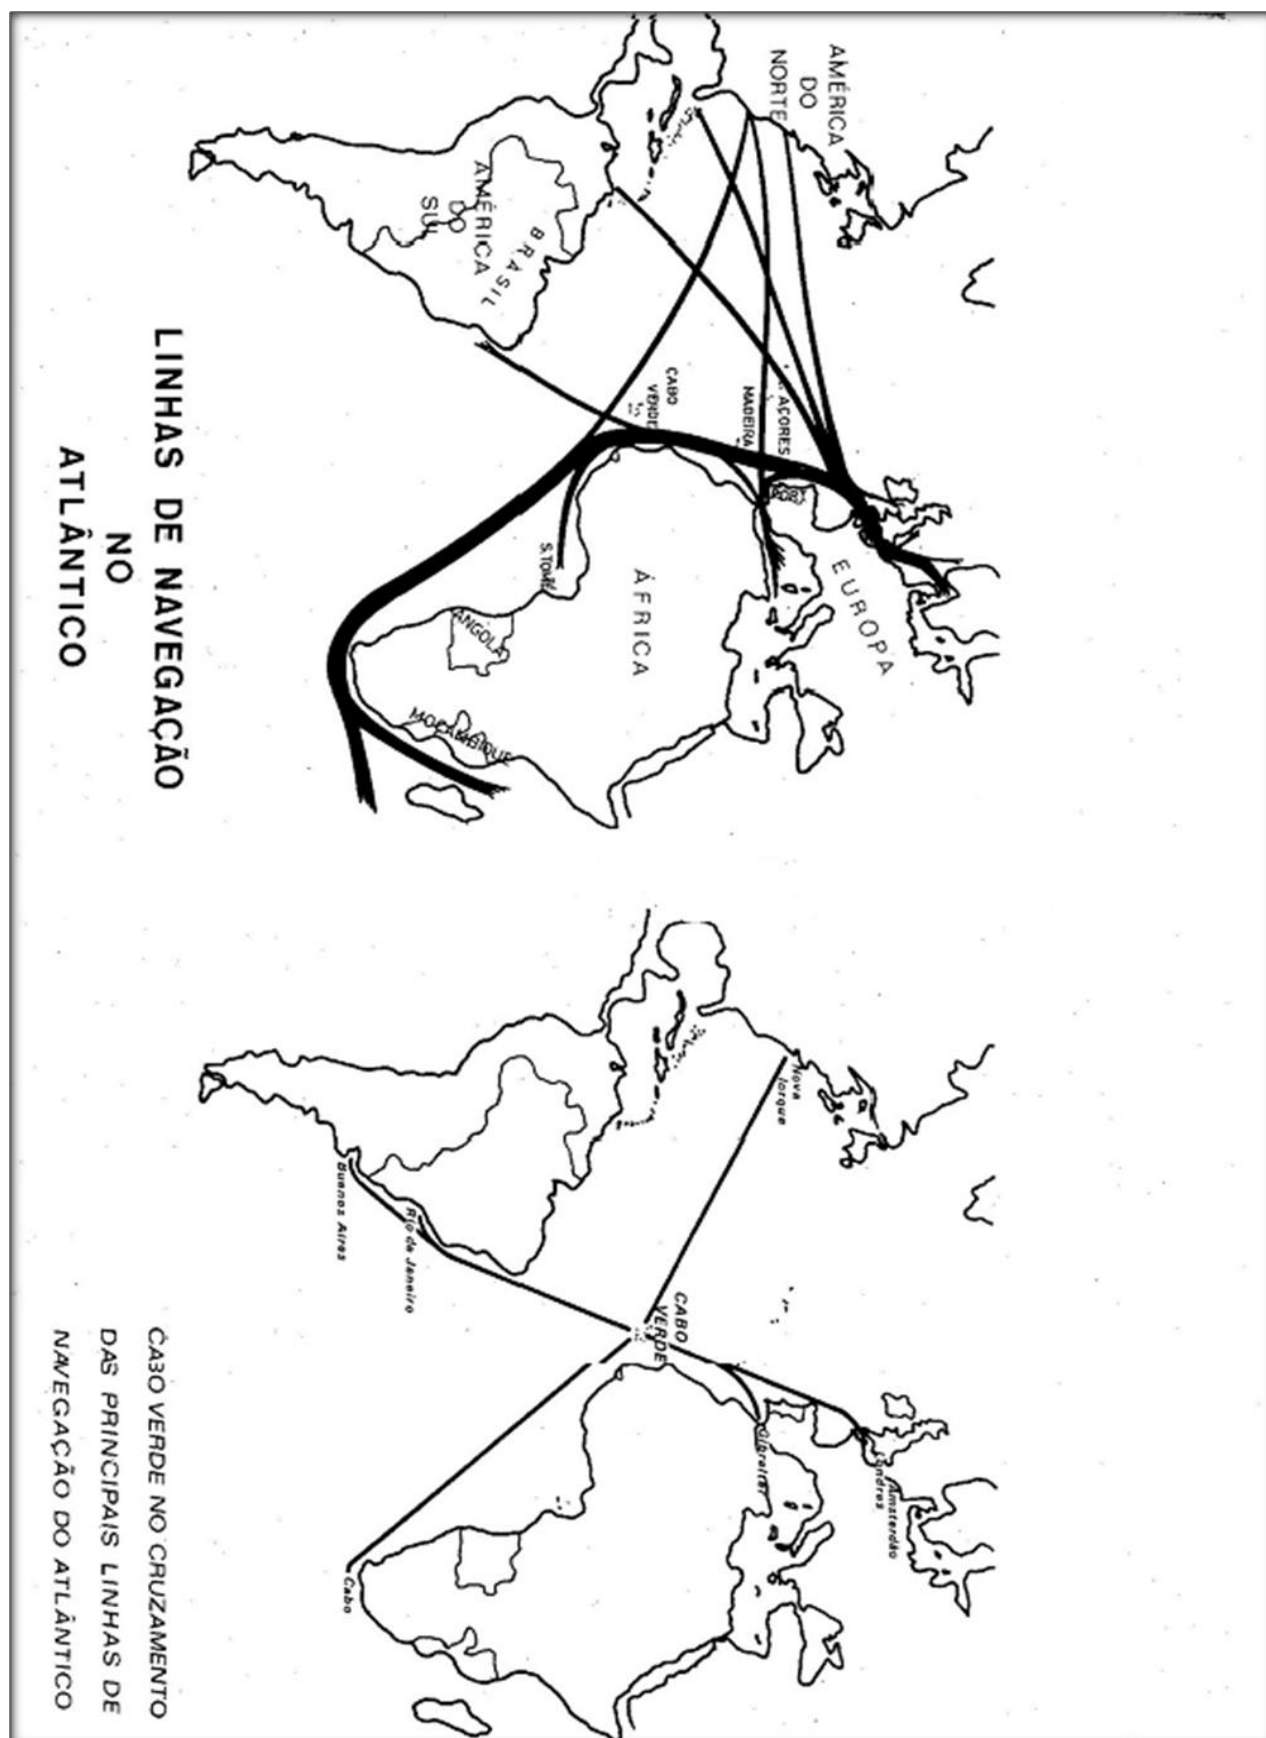 AMÉRICA
DO
NORTE
AMÉRICA
DO
SUL
BRASIL
CABO
VERDE
AÇORES
MADEIRA
EUROPA
ÁFRICA
S. TOMÉ
ANGOLA
MOÇAMBIQUE
LINHAS DE NAVEGAÇÃO
NO
ATLÂNTICO
Nova
Iorque
CABO
VERDE
Amsterdão
Londres
Gibraltar
Rio de Janeiro
Buenos Aires
Cabo
CABO VERDE NO CRUZAMENTO
DAS PRINCIPAIS LINHAS DE
NAVEGAÇÃO DO ATLÂNTICO